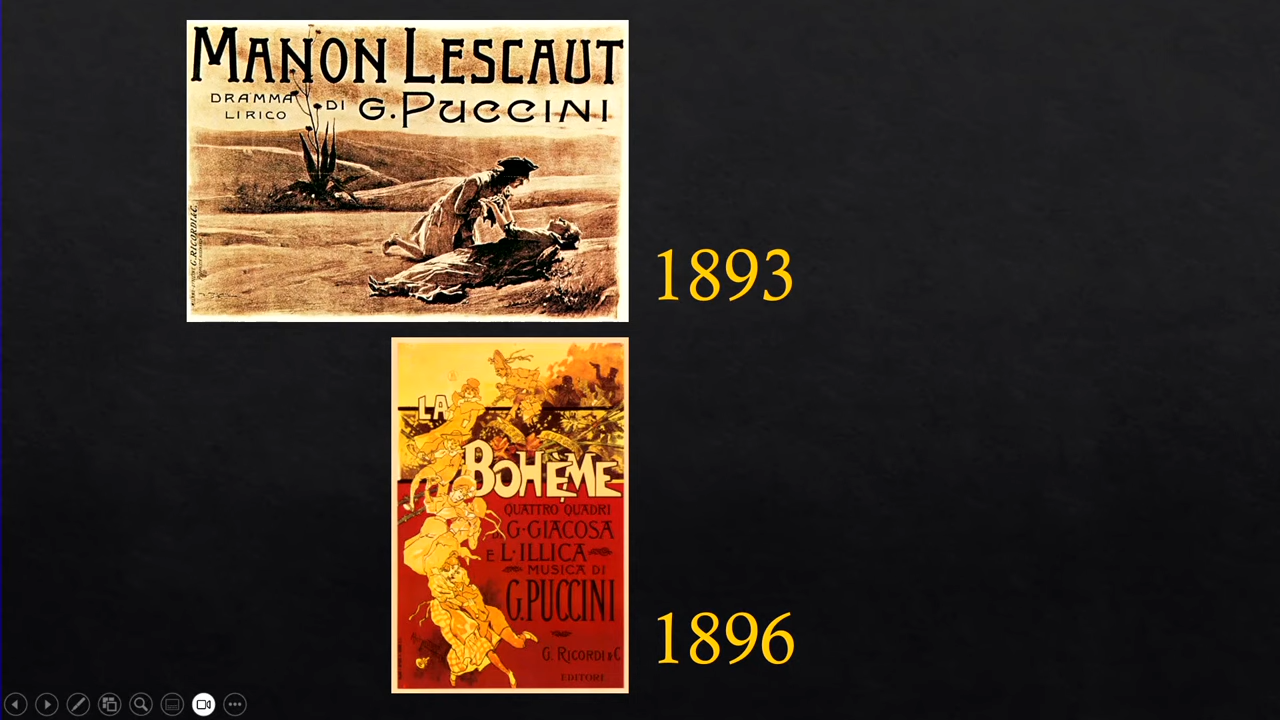 MANON LESCAUT
DRAMMA
LIRICO
DI G. PUCCINI
1893
LA
BOHÈME
QUATTRO QUADRI
G. GIACOSA
E L. ILLICA
MUSICA DI
G. PUCCINI
G. RICORDI & C
EDITORI
1896